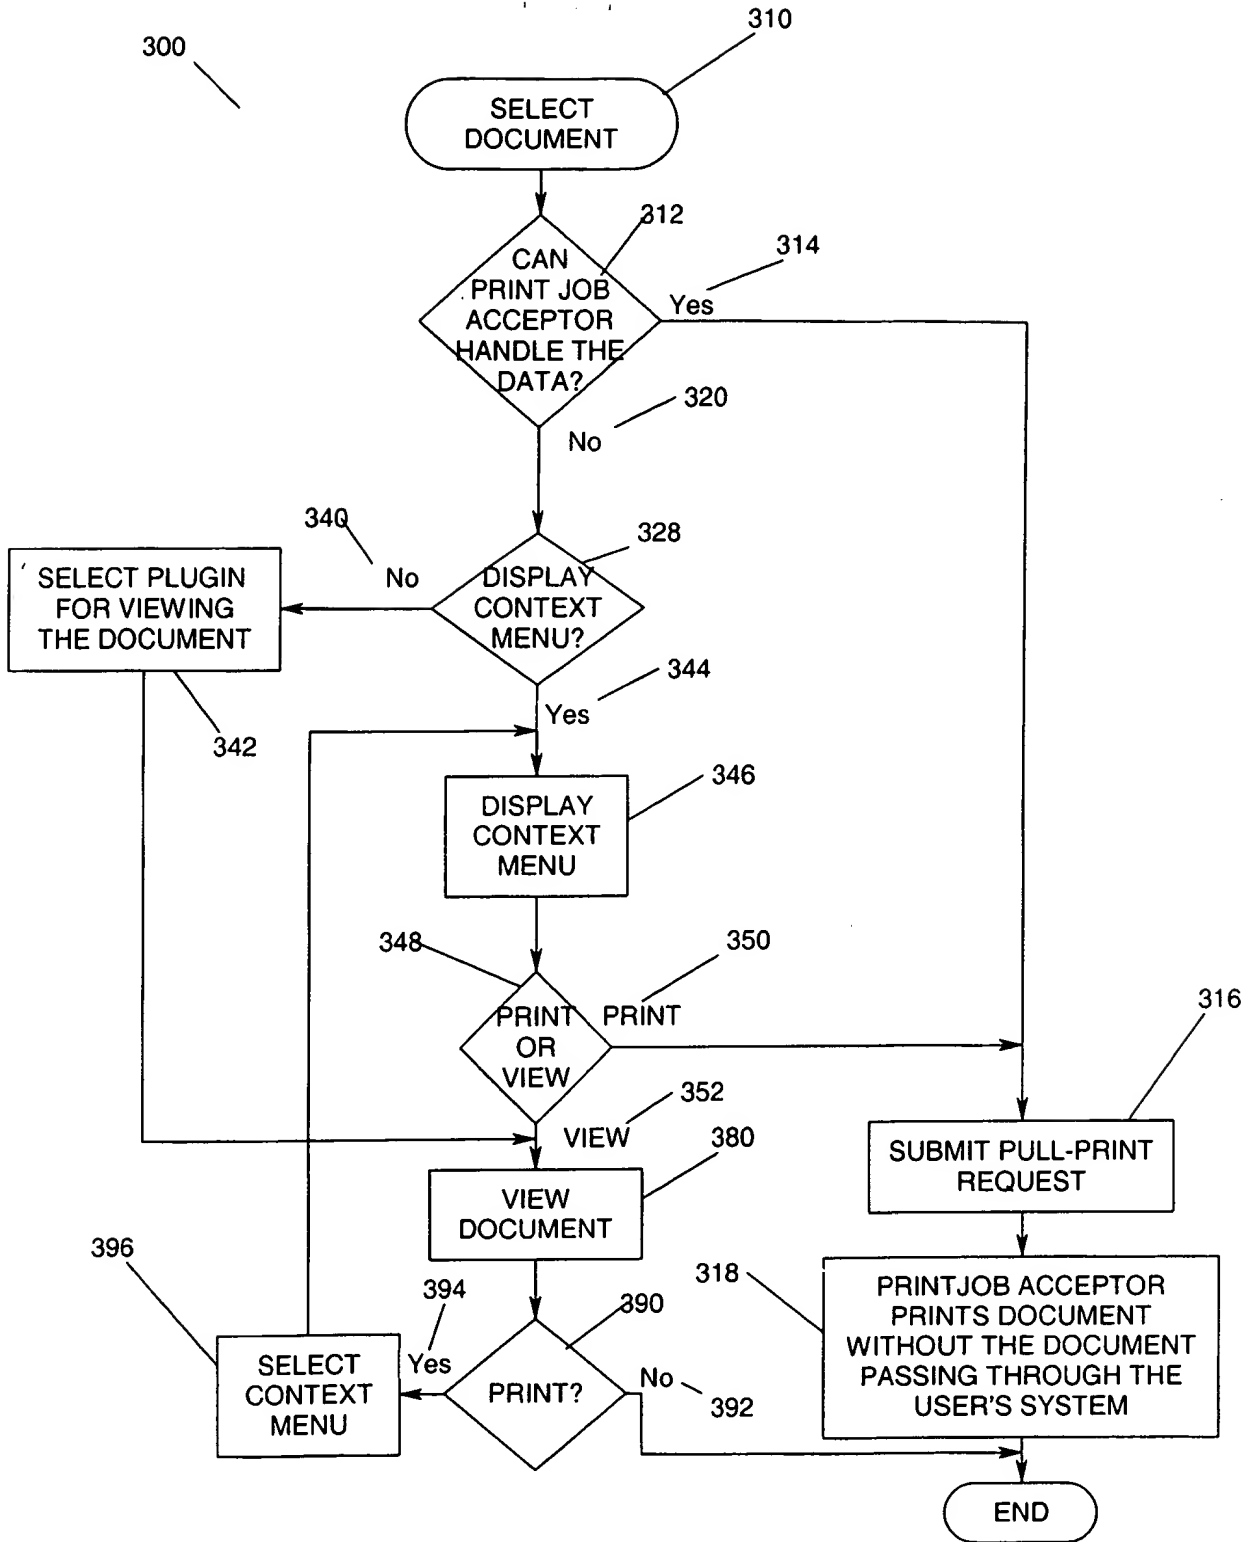 310
300
SELECT
DOCUMENT
312
314
CAN
PRINT JOB
ACCEPTOR
HANDLE THE
DATA?
Yes
320
No
340
328
No
SELECT PLUGIN
FOR VIEWING
THE DOCUMENT
DISPLAY
CONTEXT
MENU?
344
Yes
342
346
DISPLAY
CONTEXT
MENU
348
350
PRINT
OR
VIEW
PRINT
316
352
VIEW
380
SUBMIT PULL-PRINT
REQUEST
VIEW
DOCUMENT
396
394
390
318
PRINTJOB ACCEPTOR
PRINTS DOCUMENT
WITHOUT THE DOCUMENT
PASSING THROUGH THE
USER'S SYSTEM
SELECT
CONTEXT
MENU
Yes
PRINT?
No
392
END